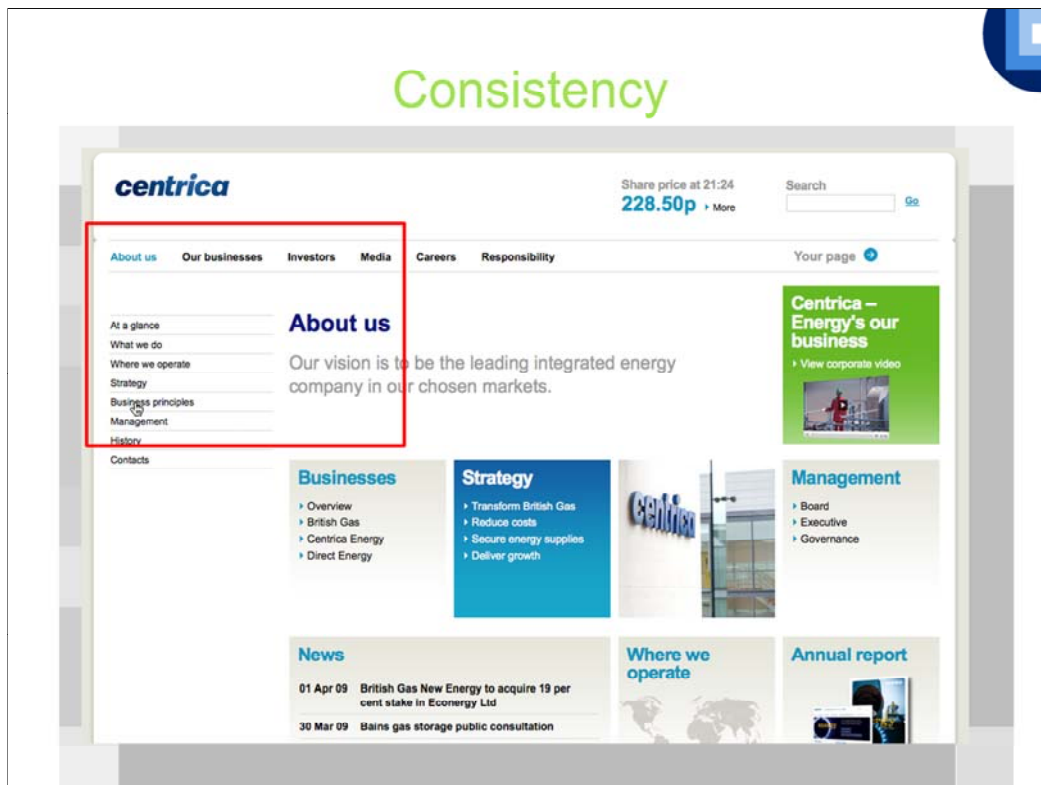 Consistency
centrica
Share price at 21:24
228.50p More
Search
Go
About us Our businesses Investors Media Careers Responsibility
Your page
At a glance
What we do
Where we operate
Strategy
Business principles
Management
History
Contacts
About us
Our vision is to be the leading integrated energy
company in our chosen markets.
Centrica –
Energy's our
business
View corporate video
Businesses
Overview
British Gas
Centrica Energy
Direct Energy
Strategy
Transform British Gas
Reduce costs
Secure energy supplies
Deliver growth
centrica
Management
Board
Executive
Governance
News
01 Apr 09 British Gas New Energy to acquire 19 per
cent stake in Econergy Ltd
30 Mar 09 Bains gas storage public consultation
Where we
operate
Annual report